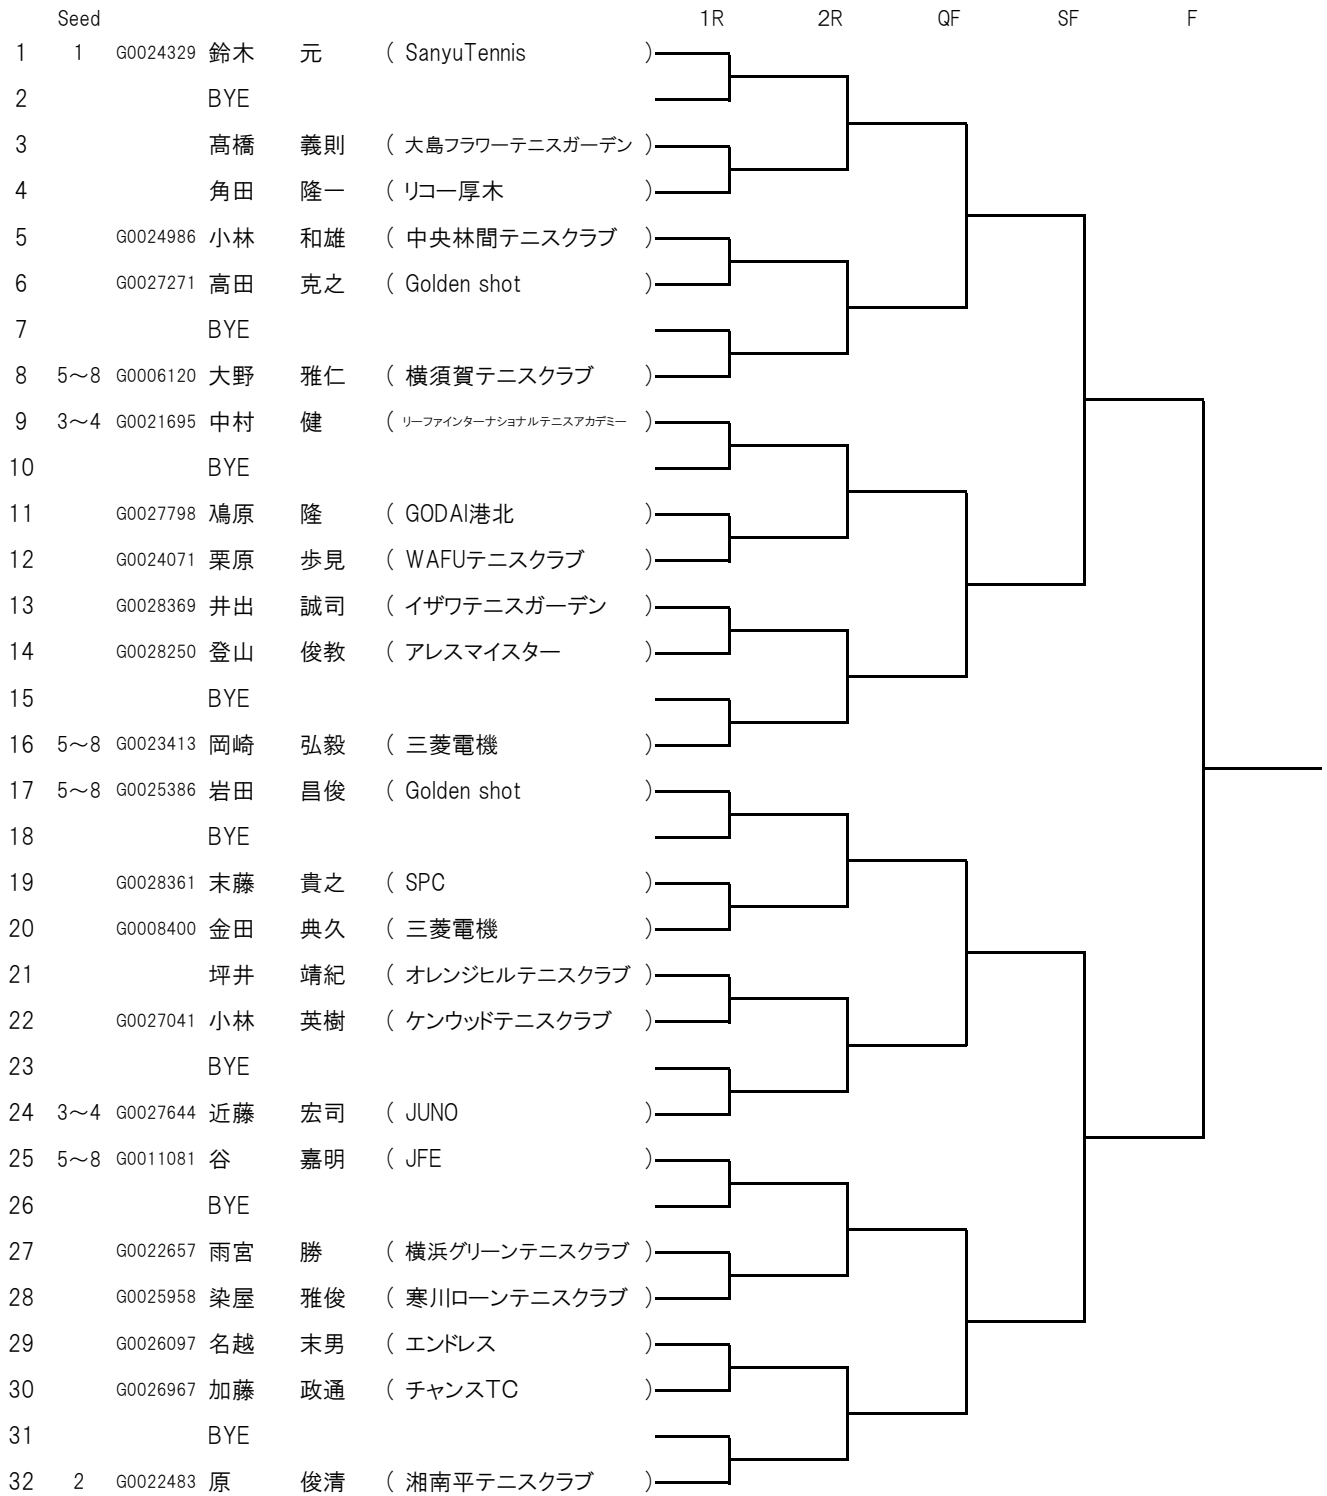 Seed 1R 2R QF SF F
1 1 G0024329 鈴木 元 ( SanyuTennis )
2 BYE
3 髙橋 義則 ( 大島フラワーテニスガーデン )
4 角田 隆一 ( リコー厚木 )
5 G0024986 小林 和雄 ( 中央林間テニスクラブ )
6 G0027271 高田 克之 ( Golden shot )
7 BYE
8 5～8 G0006120 大野 雅仁 ( 横須賀テニスクラブ )
9 3～4 G0021695 中村 健 ( リーファインターナショナルテニスアカデミー )
10 BYE
11 G0027798 鳰原 隆 ( GODAI港北 )
12 G0024071 栗原 歩見 ( WAFUテニスクラブ )
13 G0028369 井出 誠司 ( イザワテニスガーデン )
14 G0028250 登山 俊教 ( アレスマイスター )
15 BYE
16 5～8 G0023413 岡崎 弘毅 ( 三菱電機 )
17 5～8 G0025386 岩田 昌俊 ( Golden shot )
18 BYE
19 G0028361 末藤 貴之 ( SPC )
20 G0008400 金田 典久 ( 三菱電機 )
21 坪井 靖紀 ( オレンジヒルテニスクラブ )
22 G0027041 小林 英樹 ( ケンウッドテニスクラブ )
23 BYE
24 3～4 G0027644 近藤 宏司 ( JUNO )
25 5～8 G0011081 谷 嘉明 ( JFE )
26 BYE
27 G0022657 雨宮 勝 ( 横浜グリーンテニスクラブ )
28 G0025958 染屋 雅俊 ( 寒川ローンテニスクラブ )
29 G0026097 名越 末男 ( エンドレス )
30 G0026967 加藤 政通 ( チャンスTC )
31 BYE
32 2 G0022483 原 俊清 ( 湘南平テニスクラブ )